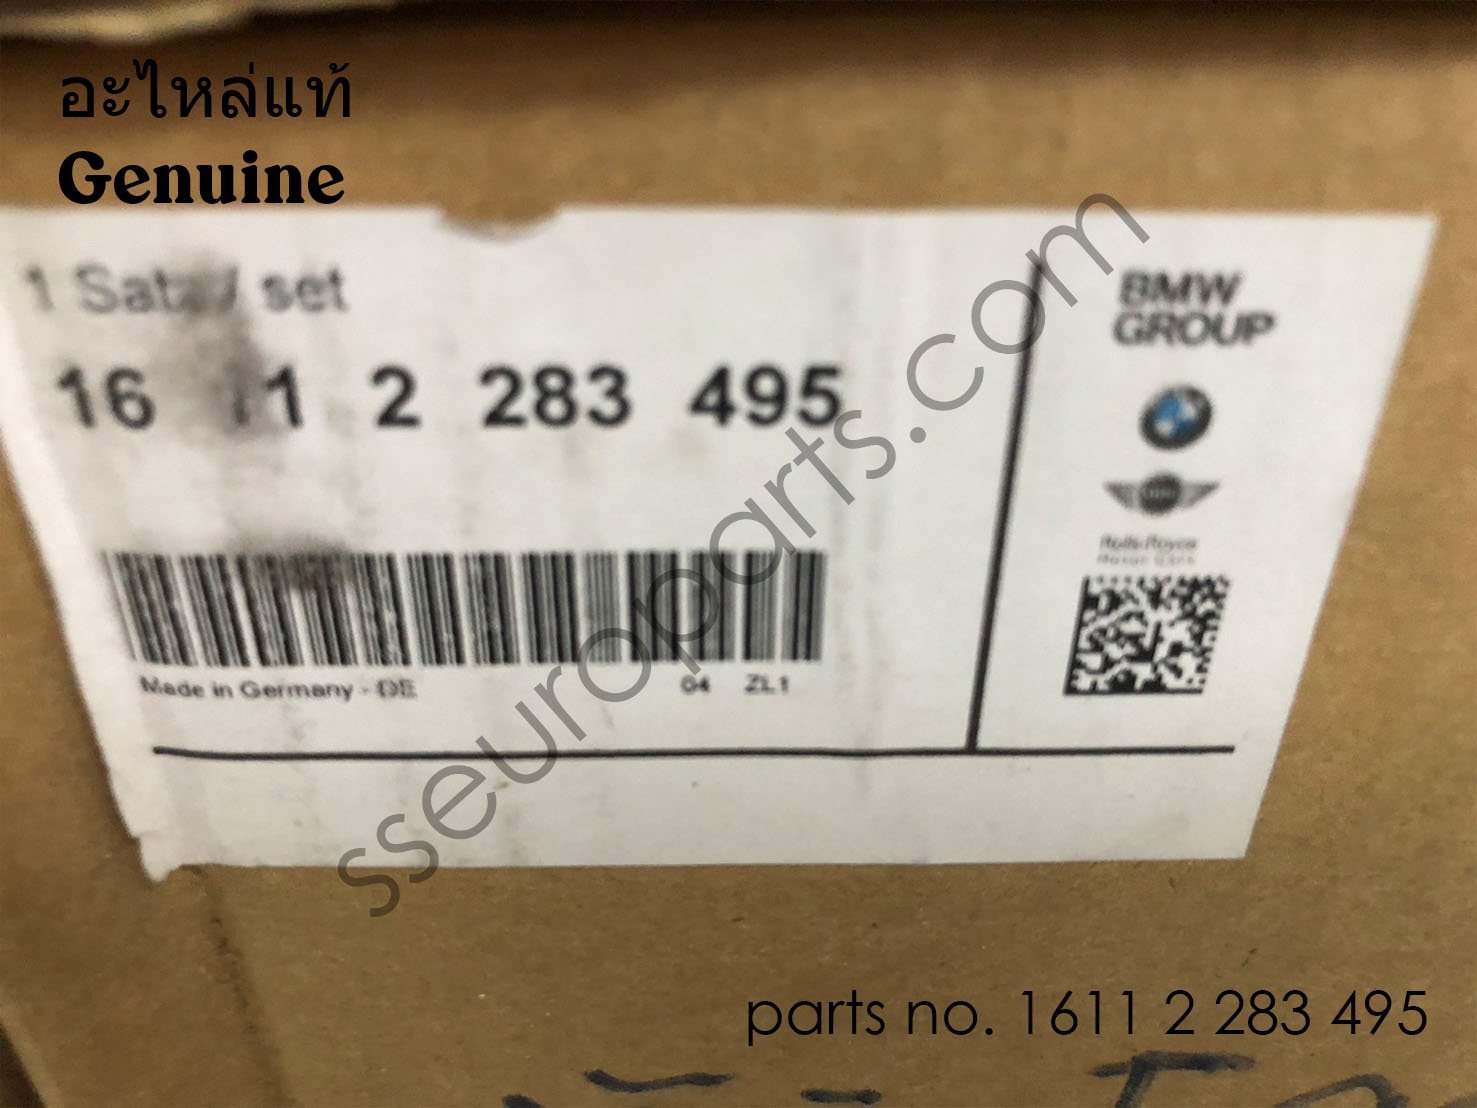 อะไหล่แท้
Genuine
1 Satz / set
16 11 2 283 495
BMW
GROUP
Rolls-Royce
Motor Cars
Made in Germany - DE
04 ZL1
sseuroparts.com
parts no. 1611 2 283 495